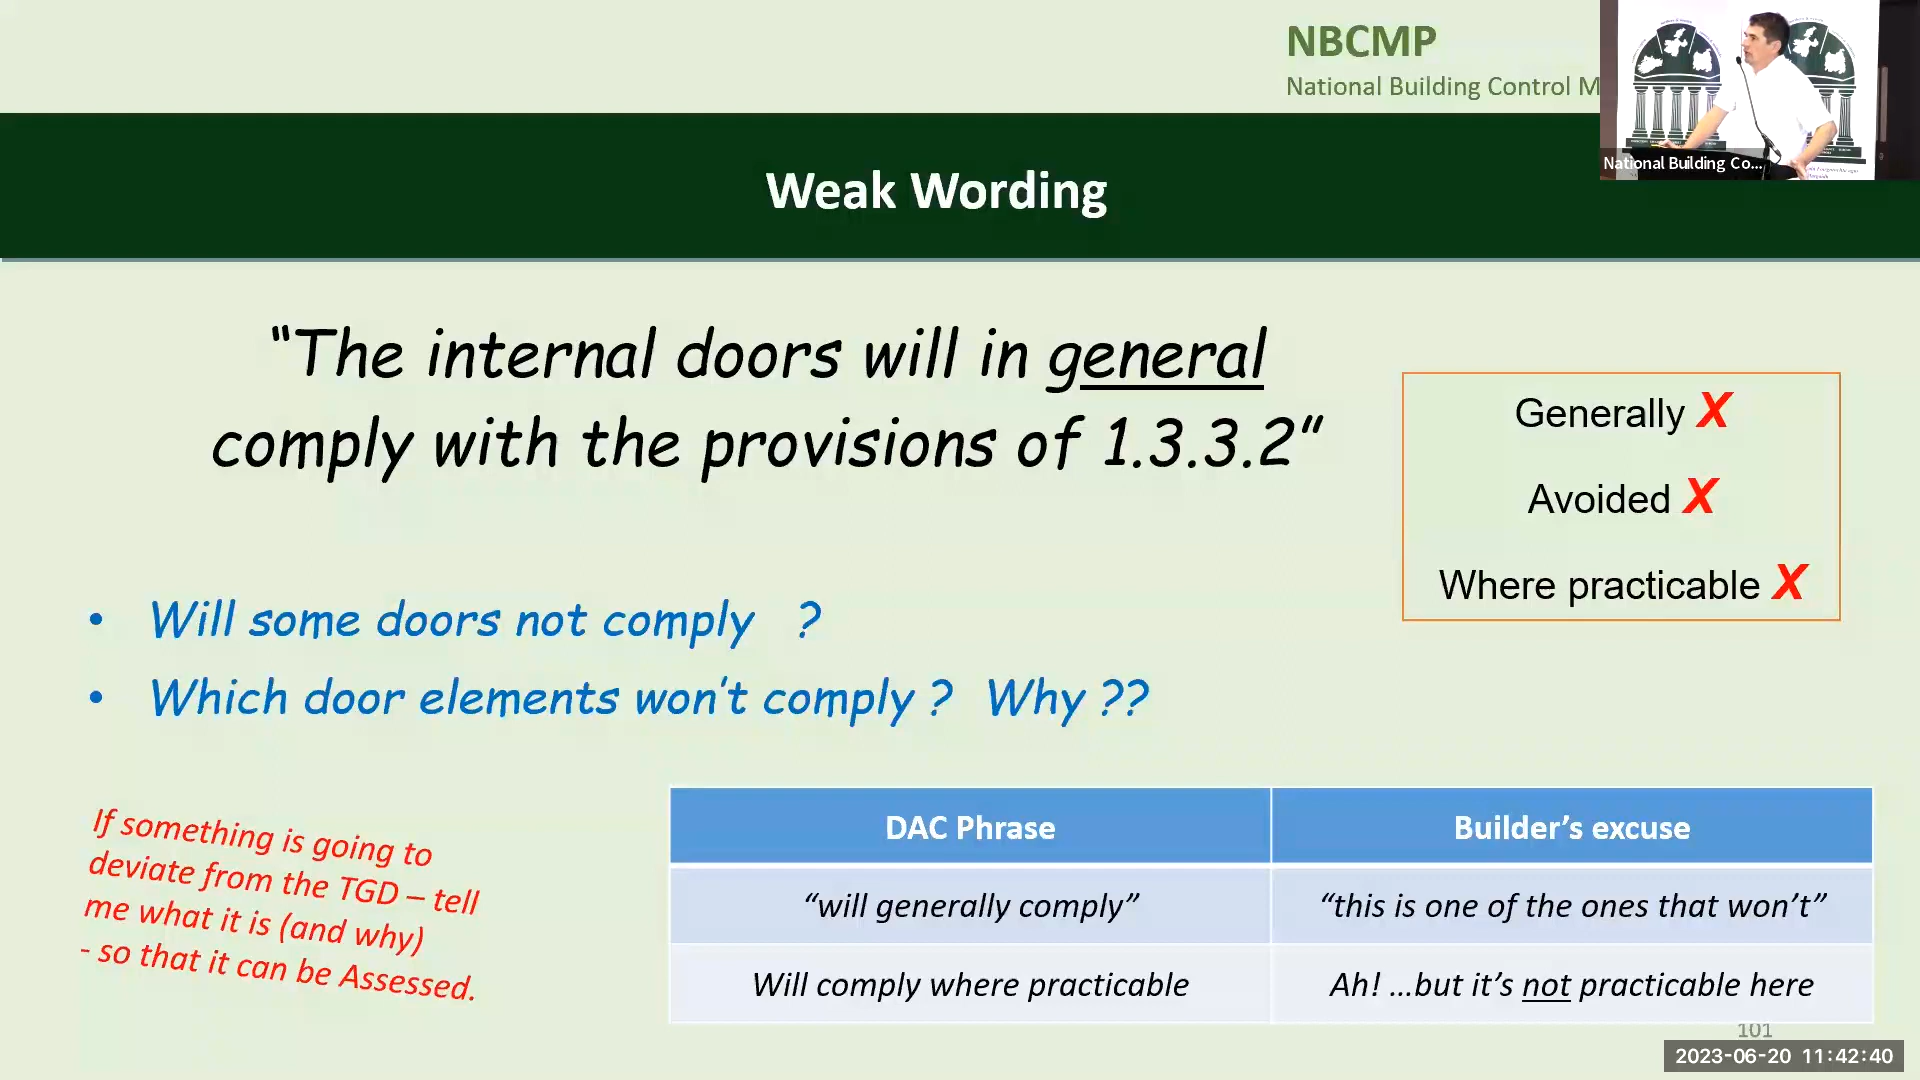 NBCMP
National Building Control M
National Building Co...
Weak Wording
“The internal doors will in general
comply with the provisions of 1.3.3.2”
Generally X
Avoided X
Where practicable X
• Will some doors not comply ?
• Which door elements won't comply ? Why ??
If something is going to
deviate from the TGD – tell
me what it is (and why)
- so that it can be Assessed.
DAC Phrase Builder’s excuse
“will generally comply” “this is one of the ones that won’t”
Will comply where practicable Ah! ...but it’s not practicable here
101
2023-06-20 11:42:40